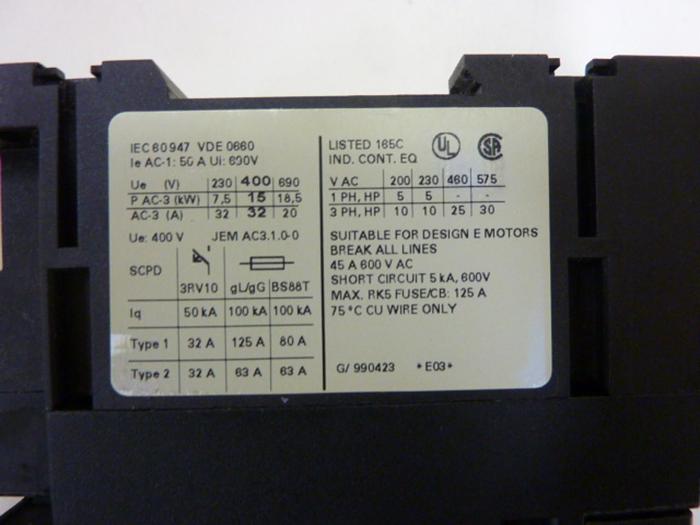 IEC 60947 VDE 0660
Ie AC-1: 50 A Ui: 690V
Ue (V) 230 400 690
P AC-3 (kW) 7,5 15 18,5
AC-3 (A) 32 32 20
Ue: 400 V JEM AC3.1.0-0
SCPD 3RV10 gL/gG BS88T
Iq 50 kA 100 kA 100 kA
Type 1 32 A 125 A 80 A
Type 2 32 A 63 A 63 A
LISTED 165C
IND. CONT. EQ
UL
SA
V AC 200 230 460 575
1 PH, HP 5 5 - -
3 PH, HP 10 10 25 30
SUITABLE FOR DESIGN E MOTORS
BREAK ALL LINES
45 A 600 V AC
SHORT CIRCUIT 5 kA, 600V
MAX. RK5 FUSE/CB: 125 A
75 °C CU WIRE ONLY
G/ 990423 *E03*